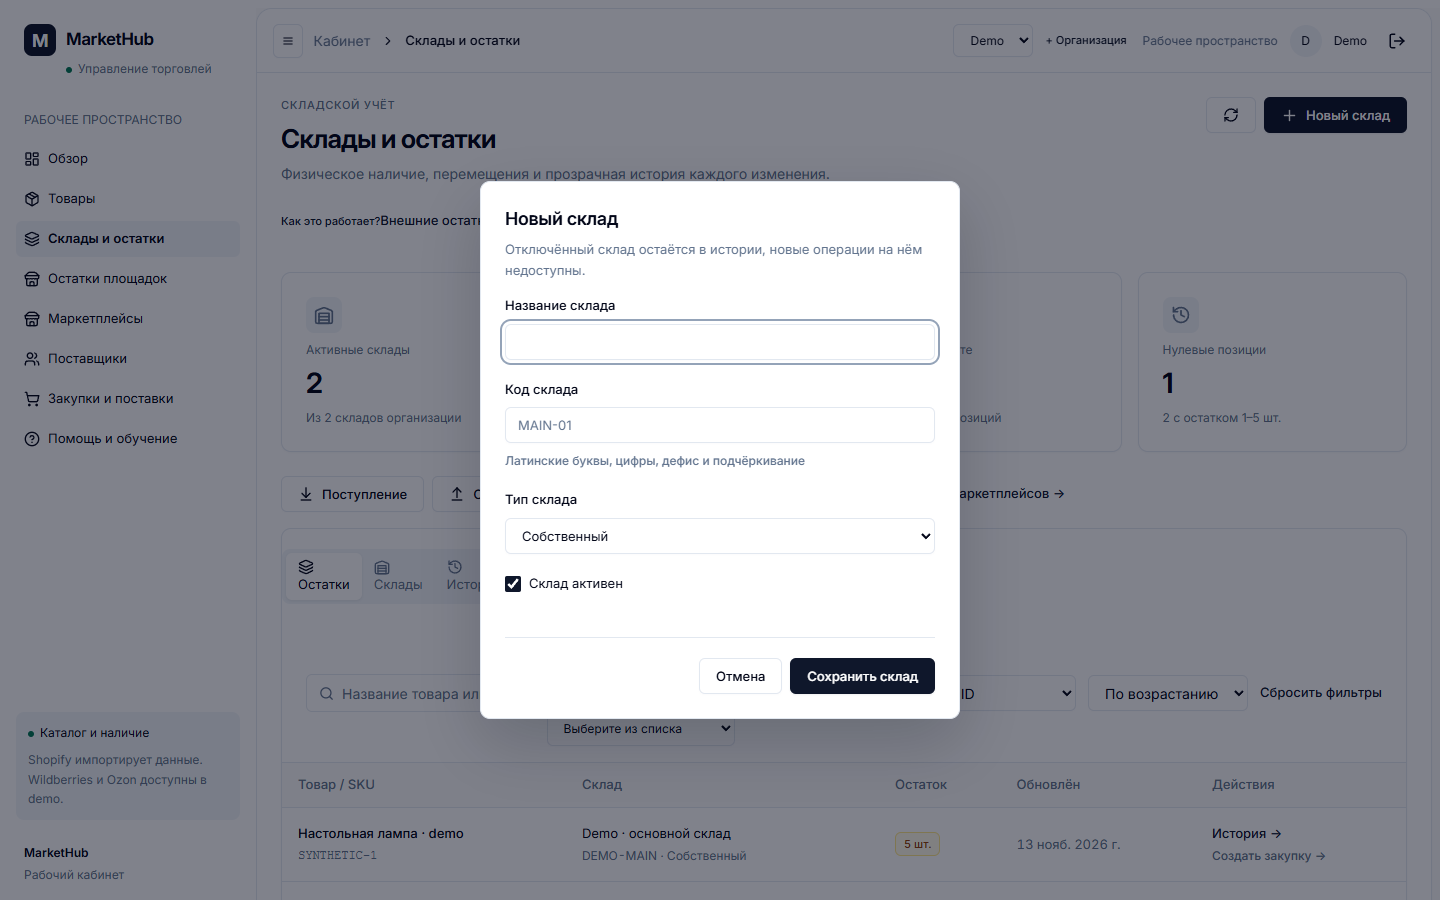 M MarketHub
Управление торговлей
РАБОЧЕЕ ПРОСТРАНСТВО
Обзор
Товары
Склады и остатки
Остатки площадок
Маркетплейсы
Поставщики
Закупки и поставки
Помощь и обучение
Каталог и наличие
Shopify импортирует данные.
Wildberries и Ozon доступны в
demo.
MarketHub
Рабочий кабинет
Кабинет > Склады и остатки
Demo
+ Организация
Рабочее пространство
D
Demo
СКЛАДСКОЙ УЧЁТ
Склады и остатки
Физическое наличие, перемещения и прозрачная история каждого изменения.
Новый склад
Как это работает?Внешние
Активные склады
2
Из 2 складов организации
Нулевые позиции
1
2 с остатком 1–5 шт.
Поступление
Остатки
Склады
Новый склад
Отключённый склад остаётся в истории, новые операции на нём
недоступны.
Название склада
Код склада
MAIN-01
Латинские буквы, цифры, дефис и подчёркивание
Тип склада
Собственный
Склад активен
Отмена
Сохранить склад
Название товара или
ID
По возрастанию
Сбросить фильтры
Выберите из списка
Товар / SKU
Склад
Остаток
Обновлён
Действия
Настольная лампа · demo
SYNTHETIC-1
Demo · основной склад
DEMO-MAIN · Собственный
5 шт.
13 нояб. 2026 г.
История →
Создать закупку →